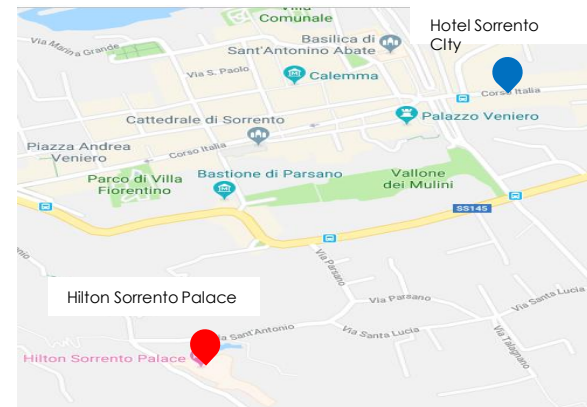 Villa
Comunale
Hotel Sorrento
CIty
Via Marina Grande
Basilica di
Sant'Antonino Abate
Via S. Paolo
Calemma
Corso Italia
Cattedrale di Sorrento
Palazzo Veniero
Piazza Andrea
Veniero
Corso Italia
Parco di Villa
Fiorentino
Bastione di Parsano
Vallone
dei Mulini
SS145
Via Parsano
Hilton Sorrento Palace
Via Parsano
Via Santa Lucia
Via Sant'Antonio
Via Santa Lucia
Via Talagnano
Hilton Sorrento Palace